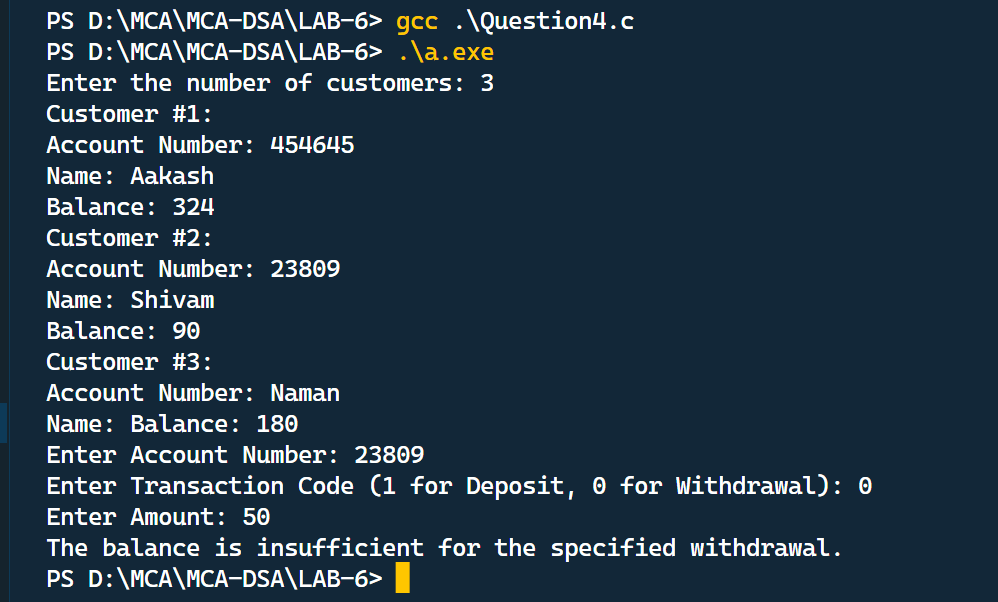 PS D:\MCA\MCA-DSA\LAB-6> gcc .\Question4.c
PS D:\MCA\MCA-DSA\LAB-6> .\a.exe
Enter the number of customers: 3
Customer #1:
Account Number: 454645
Name: Aakash
Balance: 324
Customer #2:
Account Number: 23809
Name: Shivam
Balance: 90
Customer #3:
Account Number: Naman
Name: Balance: 180
Enter Account Number: 23809
Enter Transaction Code (1 for Deposit, 0 for Withdrawal): 0
Enter Amount: 50
The balance is insufficient for the specified withdrawal.
PS D:\MCA\MCA-DSA\LAB-6>